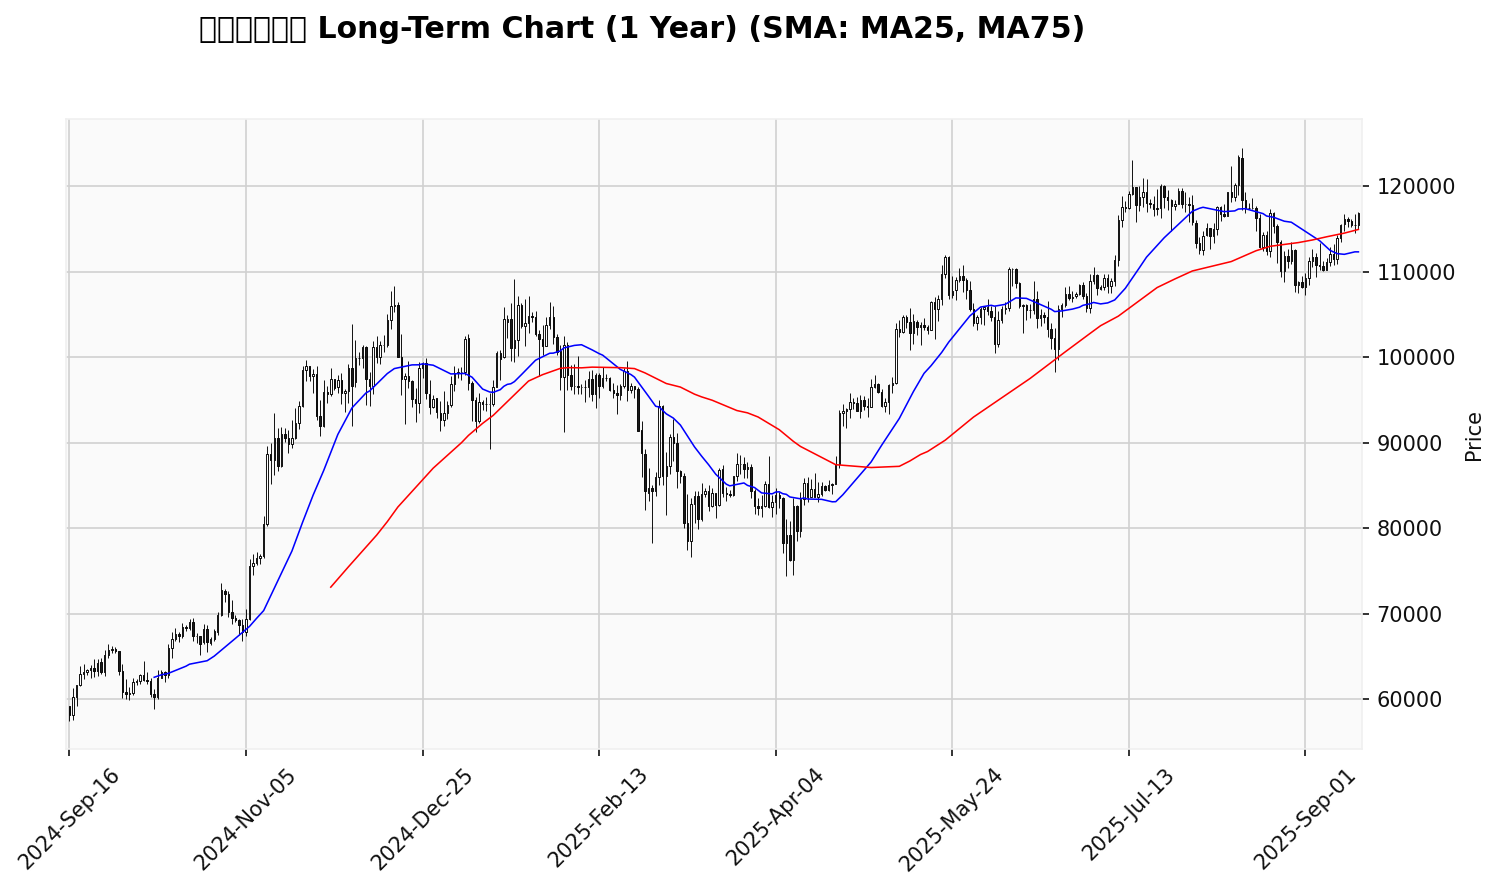 Long-Term Chart (1 Year) (SMA: MA25, MA75)
120000
110000
100000
90000
80000
70000
60000
Price
2024-Sep-16
2024-Nov-05
2024-Dec-25
2025-Feb-13
2025-Apr-04
2025-May-24
2025-Jul-13
2025-Sep-01